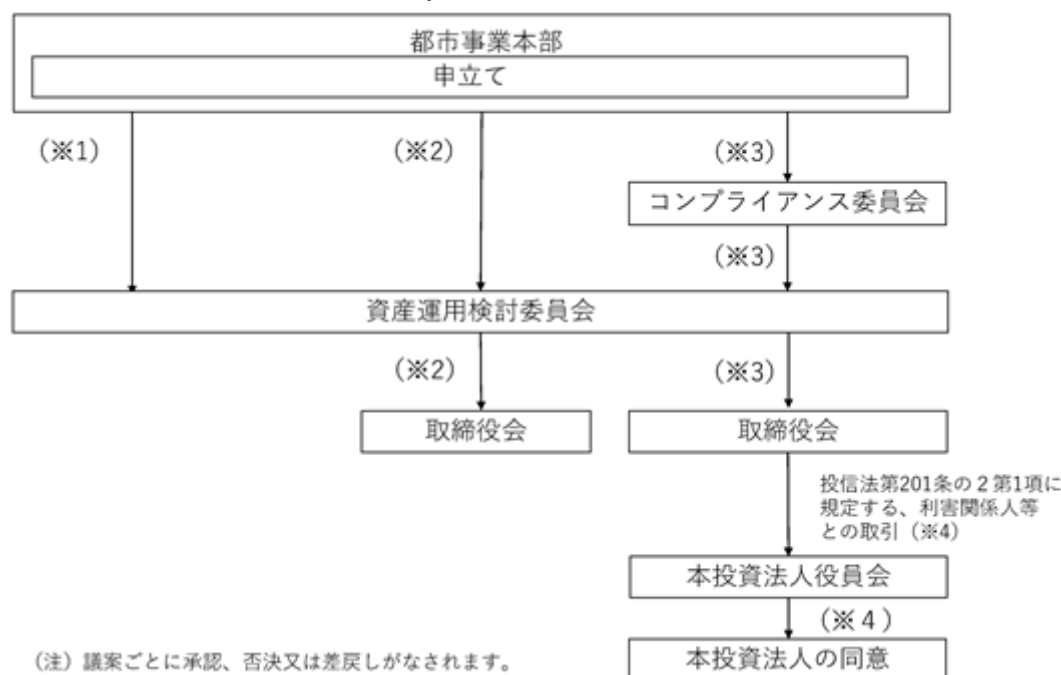 都市事業本部
申立て
（※1）
（※2）
（※3）
コンプライアンス委員会
（※3）
資産運用検討委員会
（※2）
（※3）
取締役会
取締役会
投信法第201条の２第1項に
規定する、利害関係人等
との取引（※4）
本投資法人役員会
（※４）
本投資法人の同意
（注）議案ごとに承認、否決又は差戻しがなされます。